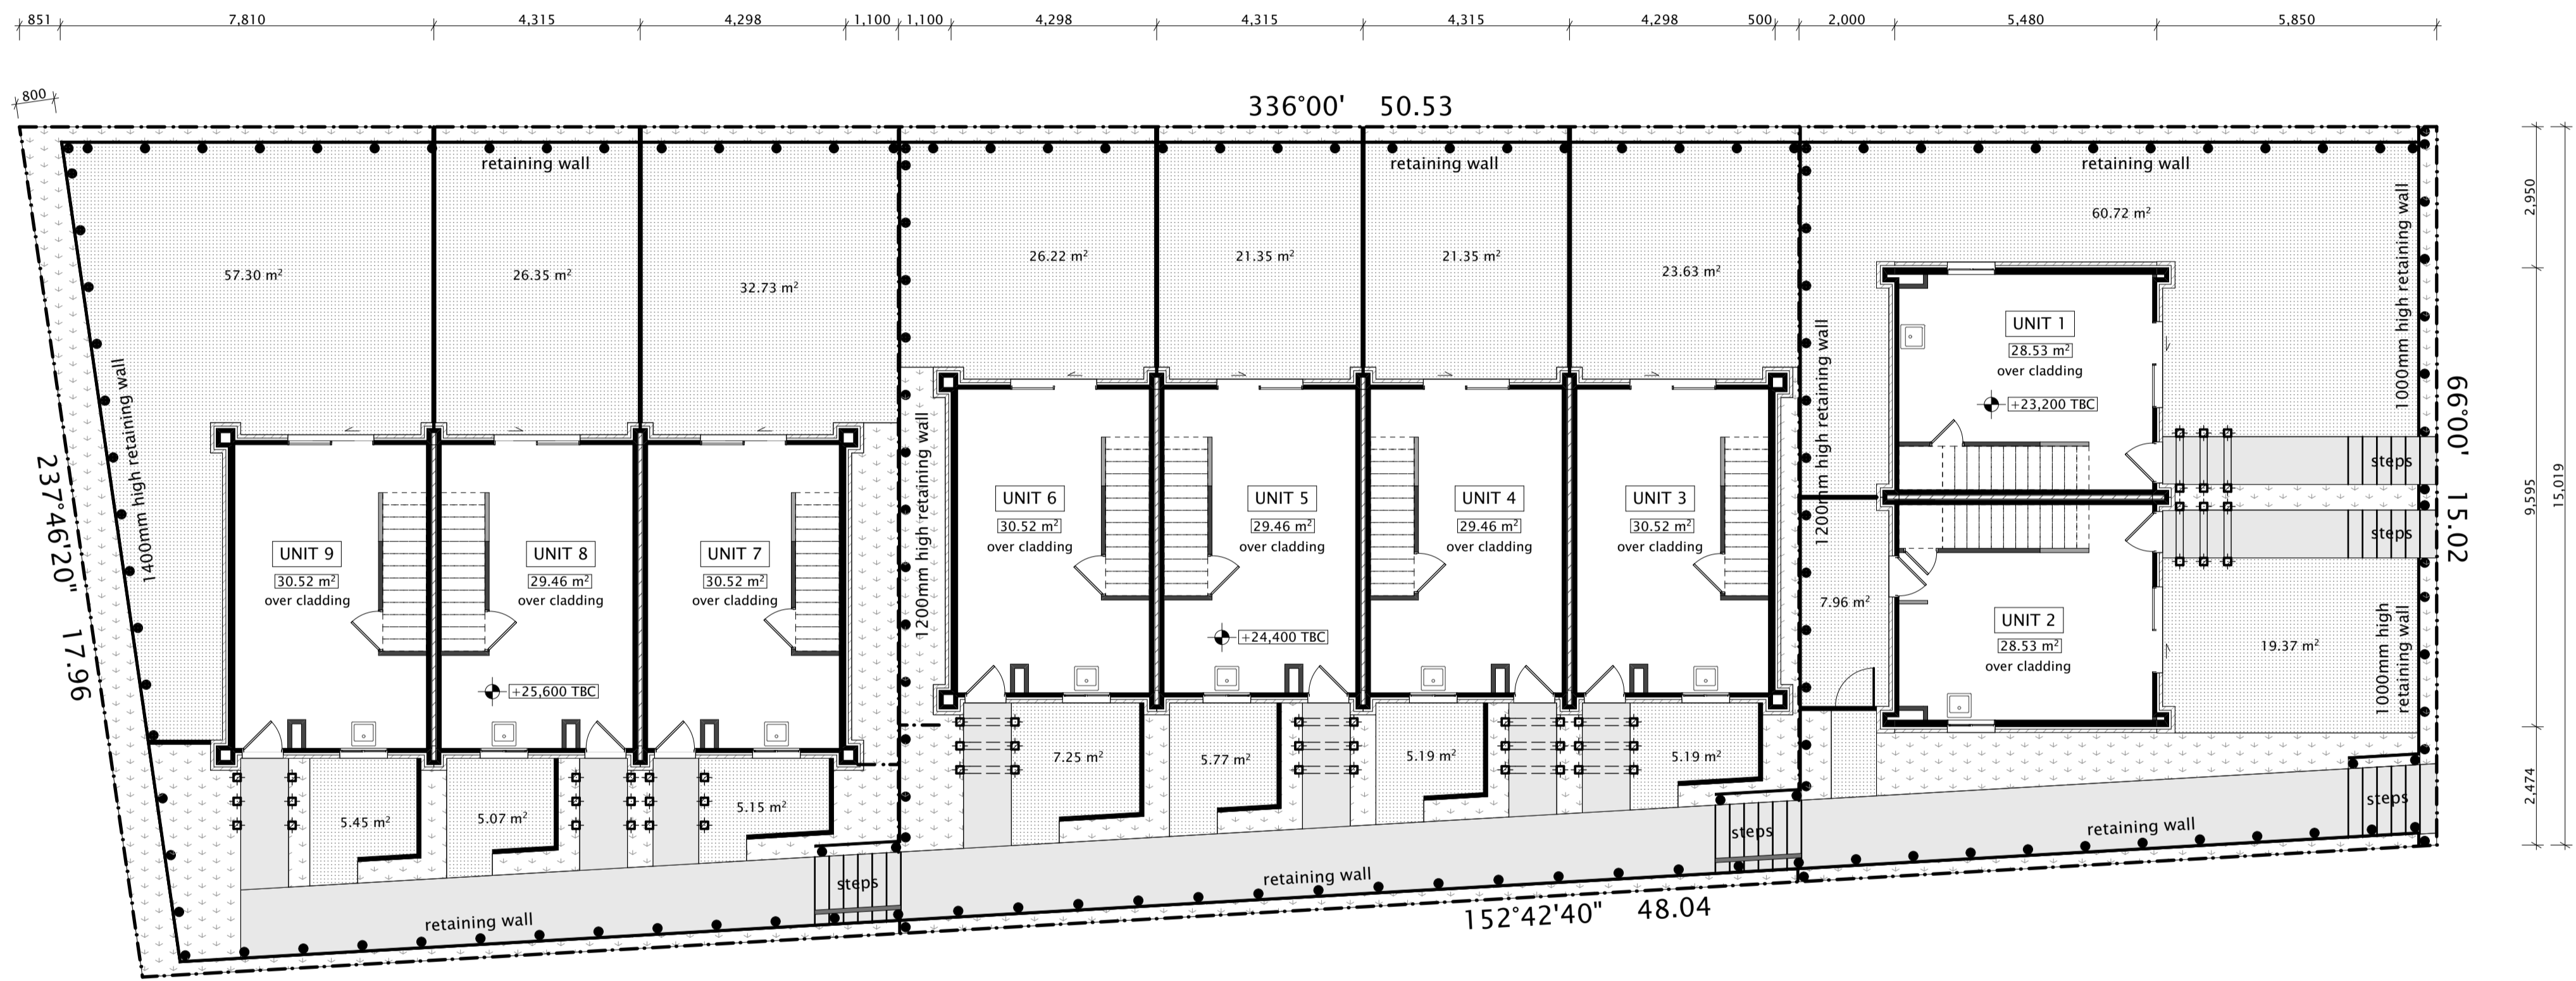 851 7,810 4,315 4,298 1,100 1,100 4,298 4,315 4,315 4,298 500 2,000 5,480 5,850
800
336°00' 50.53
retaining wall
retaining wall
retaining wall
57.30 m²
26.35 m²
32.73 m²
26.22 m²
21.35 m²
21.35 m²
23.63 m²
60.72 m²
237°46'20" 17.96
1400mm high retaining wall
UNIT 9
30.52 m²
over cladding
UNIT 8
29.46 m²
over cladding
+25,600 TBC
UNIT 7
30.52 m²
over cladding
1200mm high retaining wall
UNIT 6
30.52 m²
over cladding
UNIT 5
29.46 m²
over cladding
+24,400 TBC
UNIT 4
29.46 m²
over cladding
UNIT 3
30.52 m²
over cladding
1200mm high retaining wall
UNIT 1
28.53 m²
over cladding
+23,200 TBC
1000mm high retaining wall
steps
steps
UNIT 2
28.53 m²
over cladding
7.96 m²
19.37 m²
1000mm high
retaining wall
66°00' 15.02
2,950
9,595
2,474
15,019
5.45 m²
5.07 m²
5.15 m²
7.25 m²
5.77 m²
5.19 m²
5.19 m²
steps
steps
steps
retaining wall
retaining wall
retaining wall
152°42'40" 48.04